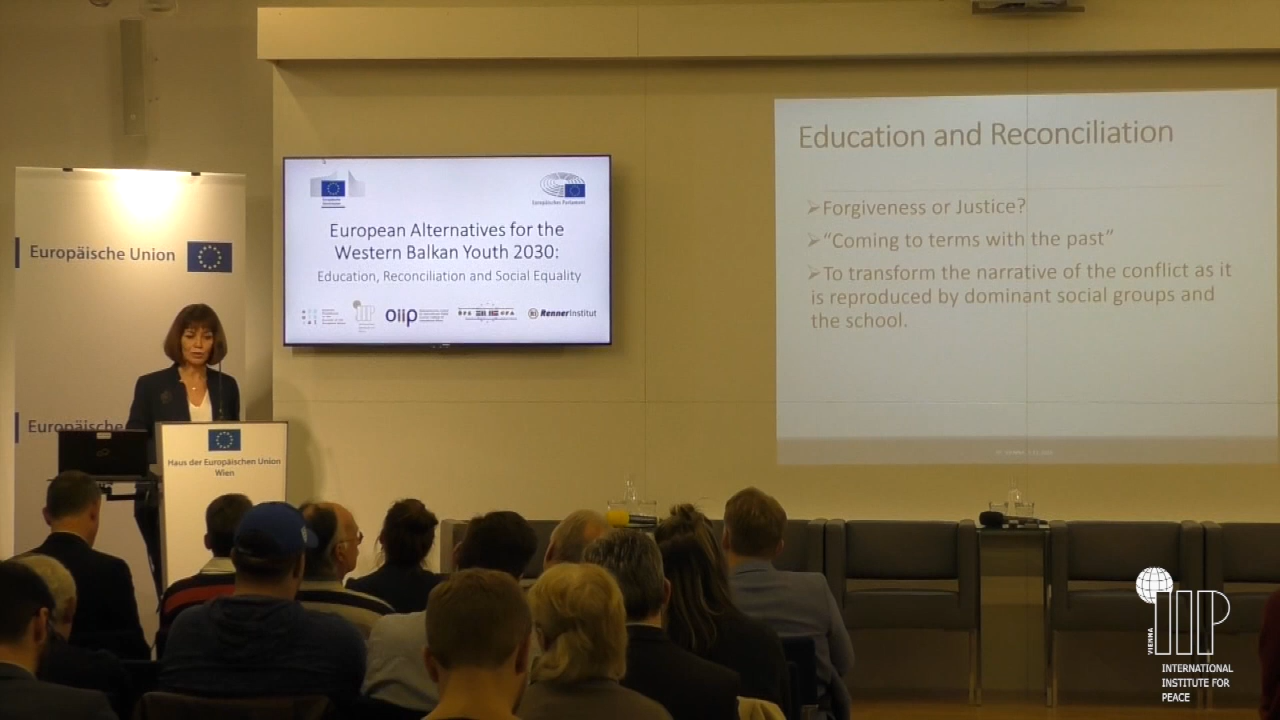 Europäische Union
Europäische
Haus der Europäischen Union
Wien
Europäisches Parlament
European Alternatives for the
Western Balkan Youth 2030:
Education, Reconciliation and Social Equality
IIP
oiip
RI RennerInstitut
Education and Reconciliation
➢Forgiveness or Justice?
➢“Coming to terms with the past”
➢To transform the narrative of the conflict as it
is reproduced by dominant social groups and
the school.
VIENNA
IIP
INTERNATIONAL
INSTITUTE FOR
PEACE